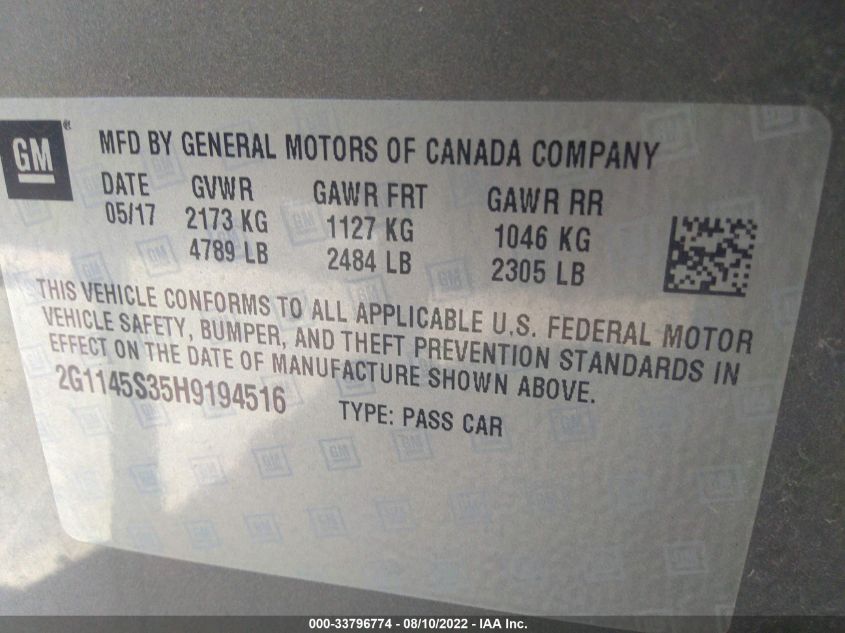 GM
MFD BY GENERAL MOTORS OF CANADA COMPANY
DATE GVWR GAWR FRT GAWR RR
05/17 2173 KG 1127 KG 1046 KG
4789 LB 2484 LB 2305 LB
THIS VEHICLE CONFORMS TO ALL APPLICABLE U.S. FEDERAL MOTOR
VEHICLE SAFETY, BUMPER, AND THEFT PREVENTION STANDARDS IN
EFFECT ON THE DATE OF MANUFACTURE SHOWN ABOVE.
2G1145S35H9194516 TYPE: PASS CAR
000-33796774 - 08/10/2022 - IAA Inc.